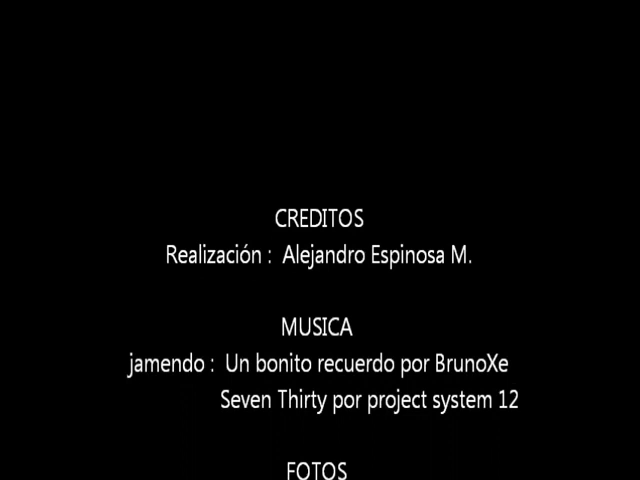 CREDITOS
Realización :  Alejandro Espinosa M.
MUSICA
jamendo :  Un bonito recuerdo por BrunoXe
Seven Thirty por project system 12
FOTOS